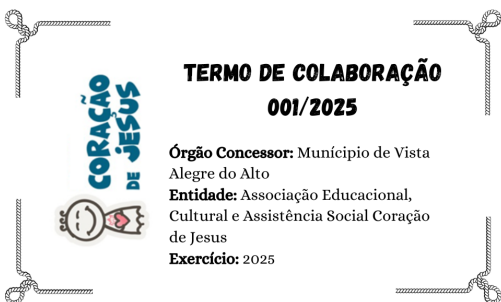 CORAÇÃO
DE JESUS
TERMO DE COLABORAÇÃO
001/2025
Órgão Concessor: Munícipio de Vista
Alegre do Alto
Entidade: Associação Educacional,
Cultural e Assistência Social Coração
de Jesus
Exercício: 2025